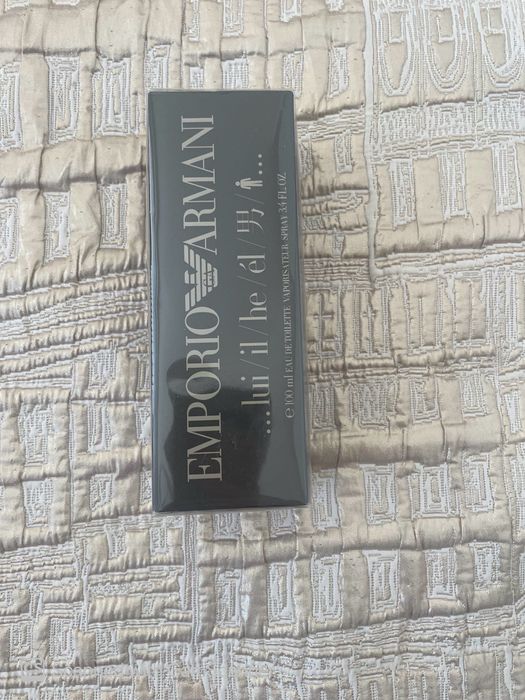 EMPORIO ARMANI
...lui/il/he/él/男/...
e 100 ml EAU DE TOILETTE VAPORISATEUR SPRAY 3.4 FL. OZ